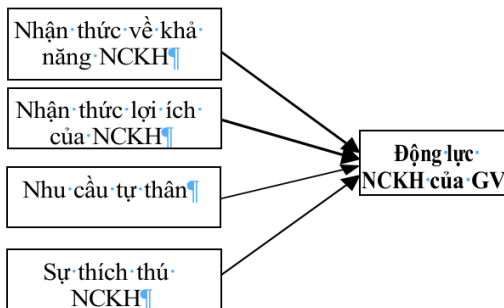 Nhận thức về khả
năng NCKH¶
Nhận thức lợi ích
của NCKH¶
Nhu cầu tự thân¶
Sự thích thú
NCKH¶
Động lực
NCKH của GV